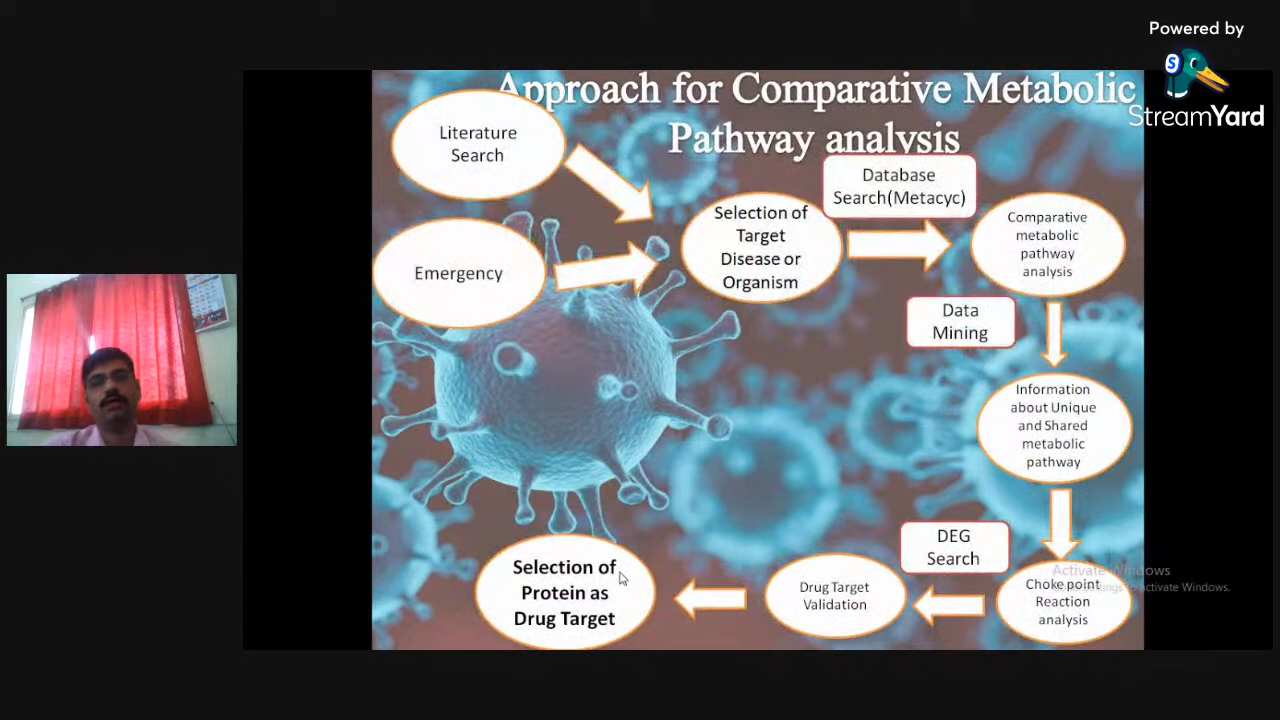 Powered by
S
StreamYard
Approach for Comparative Metabolic
Pathway analysis
Literature
Search
Emergency
Selection of
Target
Disease or
Organism
Database
Search(Metacyc)
Comparative
metabolic
pathway
analysis
Data
Mining
Information
about Unique
and Shared
metabolic
pathway
DEG
Search
Choke point
Reaction
analysis
Drug Target
Validation
Selection of
Protein as
Drug Target
Activate Windows
activate Windows.